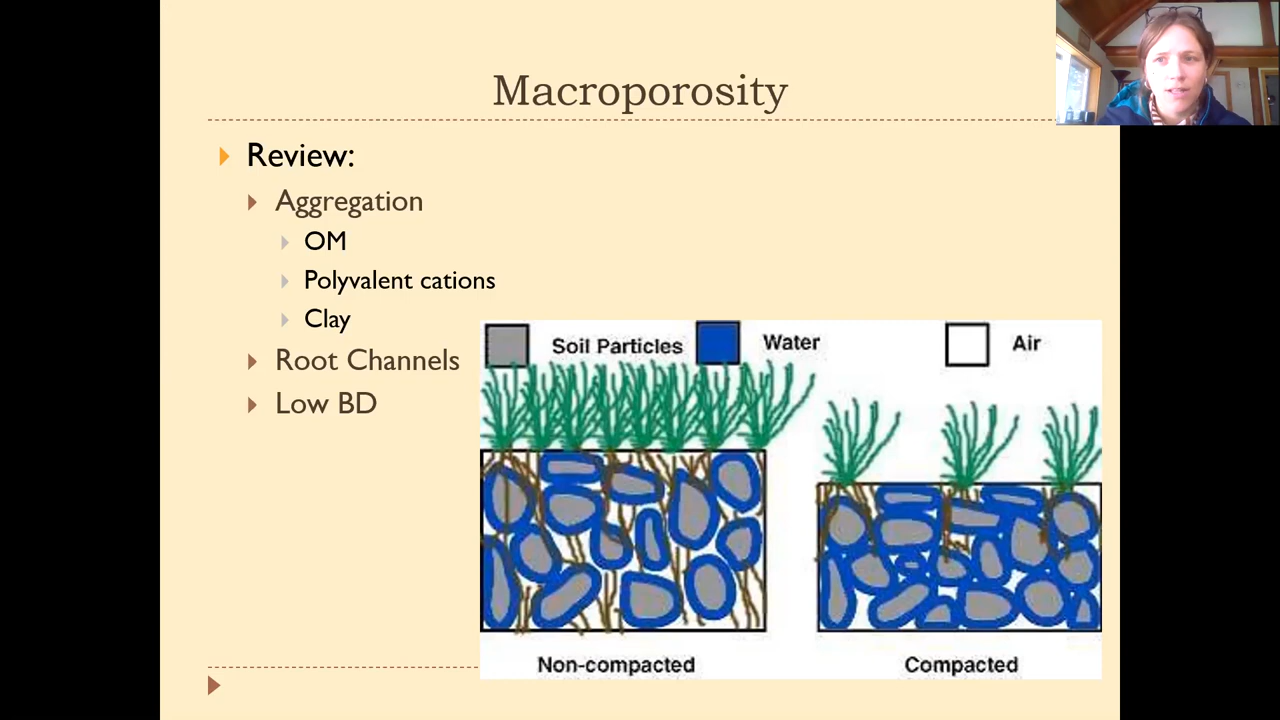 Macroporosity
Review:
Aggregation
OM
Polyvalent cations
Clay
Root Channels
Low BD
Soil Particles
Water
Air
Non-compacted
Compacted